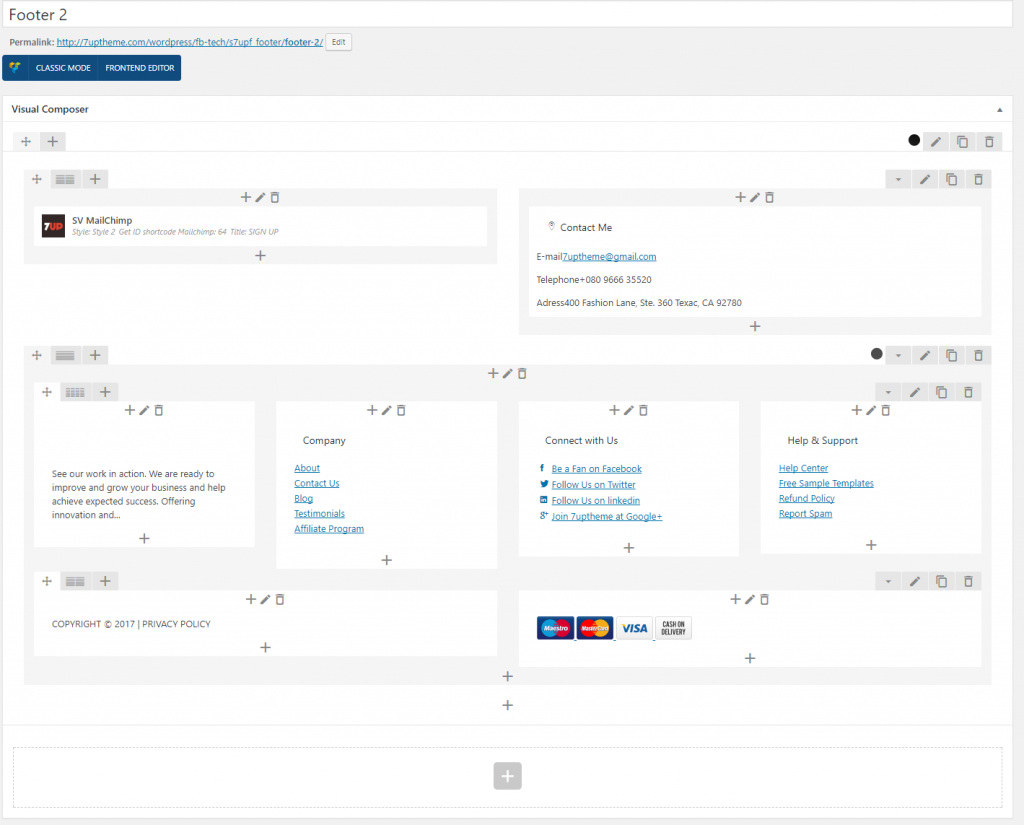 Footer 2
Permalink: http://7uptheme.com/wordpress/fb-tech/s7upf_footer/footer-2/ Edit
CLASSIC MODE FRONTEND EDITOR
Visual Composer
7UP
SV MailChimp
Style: Style 2 Get ID shortcode Mailchimp: 64 Title: SIGN UP
Contact Me
E-mail7uptheme@gmail.com
Telephone+080 9666 35520
Adress400 Fashion Lane, Ste. 360 Texac, CA 92780
See our work in action. We are ready to
improve and grow your business and help
achieve expected success. Offering
innovation and...
Company
About
Contact Us
Blog
Testimonials
Affiliate Program
Connect with Us
Be a Fan on Facebook
Follow Us on Twitter
Follow Us on linkedin
Join 7uptheme at Google+
Help & Support
Help Center
Free Sample Templates
Refund Policy
Report Spam
COPYRIGHT © 2017 | PRIVACY POLICY
Maestro MasterCard VISA CASH ON
DELIVERY